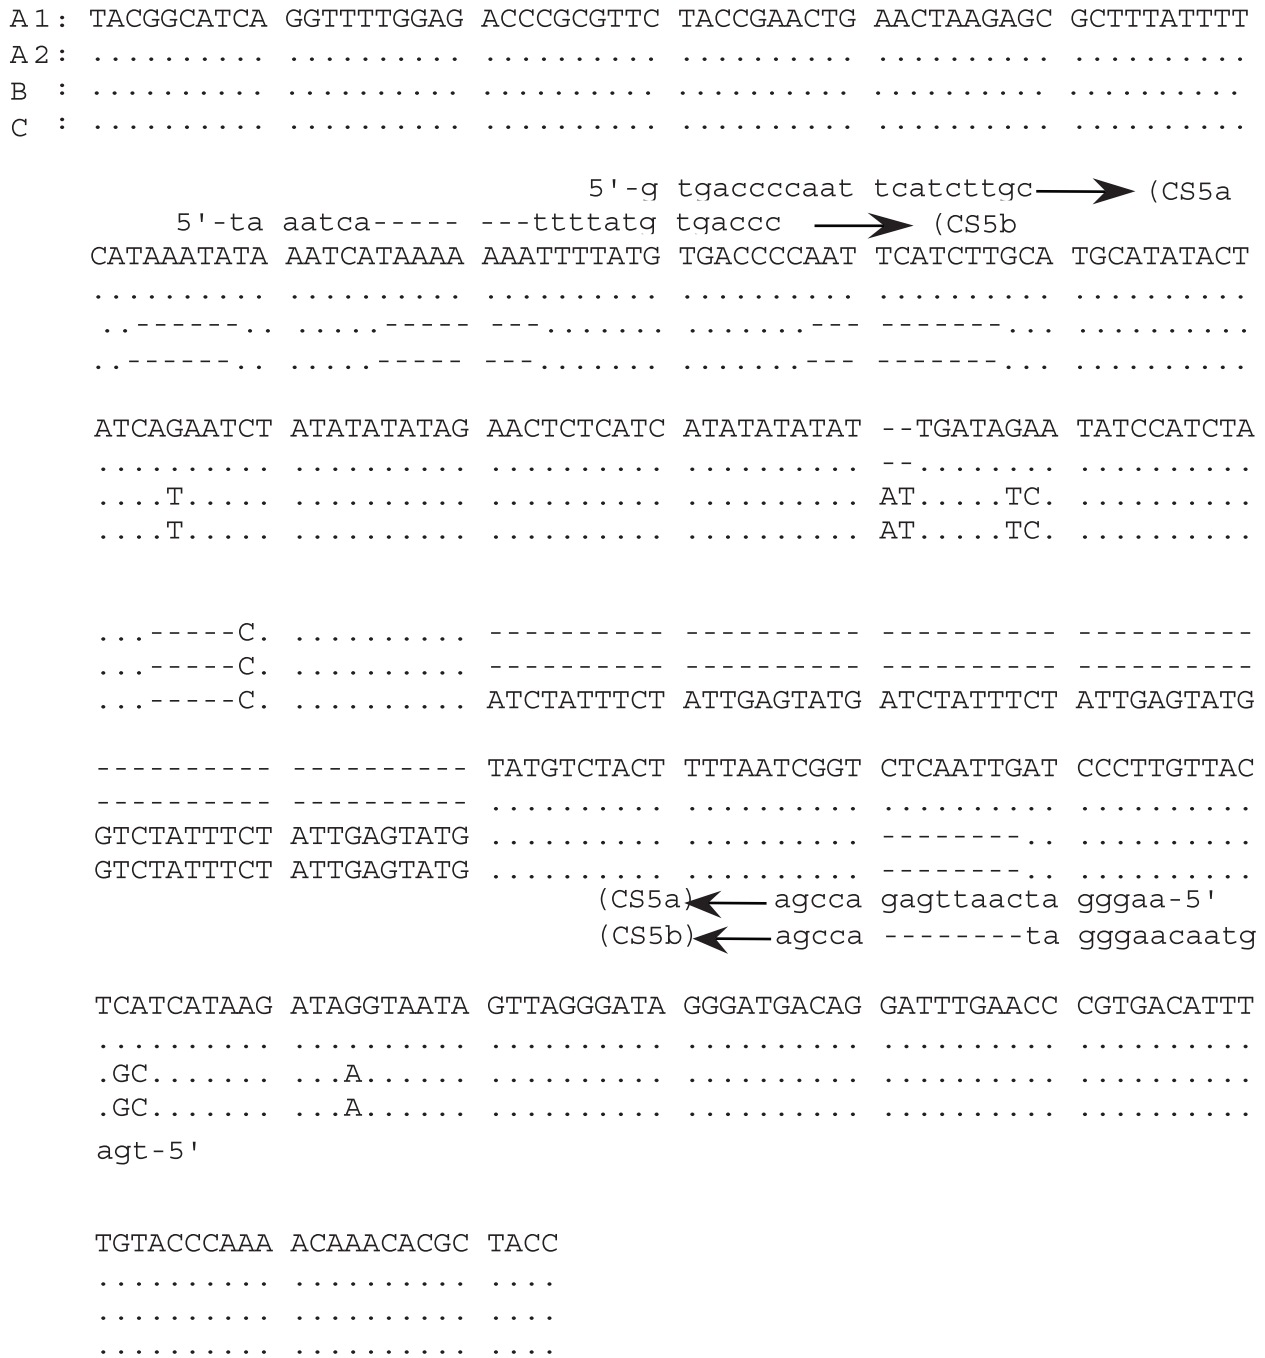 A1: TACGGCATCA GGTTTTGGAG ACCCGCGTTC TACCGAACTG AACTAAGAGC GCTTTATTTT
A2: .......... .......... .......... .......... .......... ..........
B : .......... .......... .......... .......... .......... ..........
C : .......... .......... .......... .......... .......... ..........
5'-g tgaccccaat tcatcttgc (CS5a
5'-ta aatca----- ---ttttatg tgaccc (CS5b
CATAAATATA AATCATAAAA AAATTTTATG TGACCCCAAT TCATCTTGCA TGCATATACT
.......... .......... .......... .......... .......... ..........
..------.. .....----- ---....... .......--- -------... ..........
..------.. .....----- ---....... .......--- -------... ..........
ATCAGAATCT ATATATATAG AACTCTCATC ATATATATAT --TGATAGAA TATCCATCTA
.......... .......... .......... .......... --........ ..........
....T..... .......... .......... .......... AT.....TC. ..........
....T..... .......... .......... .......... AT.....TC. ..........
...-----C. .......... ---------- ---------- ---------- ----------
...-----C. .......... ---------- ---------- ---------- ----------
...-----C. .......... ATCTATTTCT ATTGAGTATG ATCTATTTCT ATTGAGTATG
---------- ---------- TATGTCTACT TTTAATCGGT CTCAATTGAT CCCTTGTTAC
---------- ---------- .......... .......... .......... ..........
GTCTATTTCT ATTGAGTATG .......... .......... --------.. ..........
GTCTATTTCT ATTGAGTATG .......... .......... --------.. ..........
(CS5a) agcca gagttaacta gggaa-5'
(CS5b) agcca --------ta gggaacaatg
TCATCATAAG ATAGGTAATA GTTAGGGATA GGGATGACAG GATTTGAACC CGTGACATTT
.......... .......... .......... .......... .......... ..........
.GC....... ...A...... .......... .......... .......... ..........
.GC....... ...A...... .......... .......... .......... ..........
agt-5'
TGTACCCAAA ACAAACACGC TACC
.......... .......... ....
.......... .......... ....
.......... .......... ....